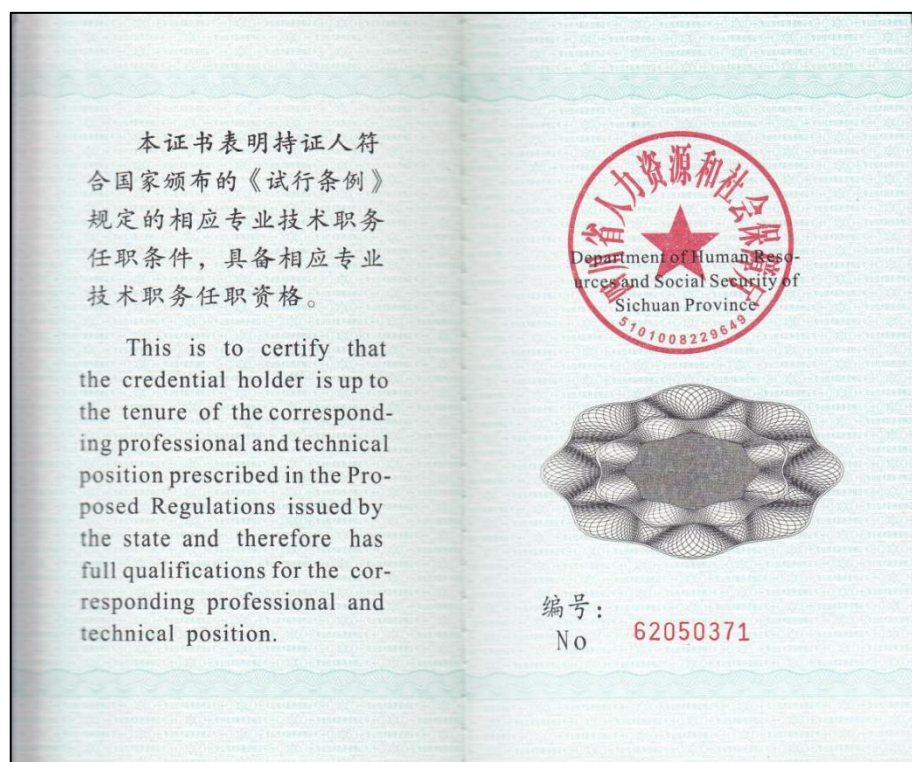 本证书表明持证人符
合国家颁布的《试行条例》
规定的相应专业技术职务
任职条件，具备相应专业
技术职务任职资格。
This is to certify that
the credential holder is up to
the tenure of the correspond-
ing professional and technical
position prescribed in the Pro-
posed Regulations issued by
the state and therefore has
full qualifications for the cor-
responding professional and
technical position.
四川省人力资源和社会保障厅
Department of Human Reso-
urces and Social Security of
Sichuan Province
5101008229649
编号：
No 62050371